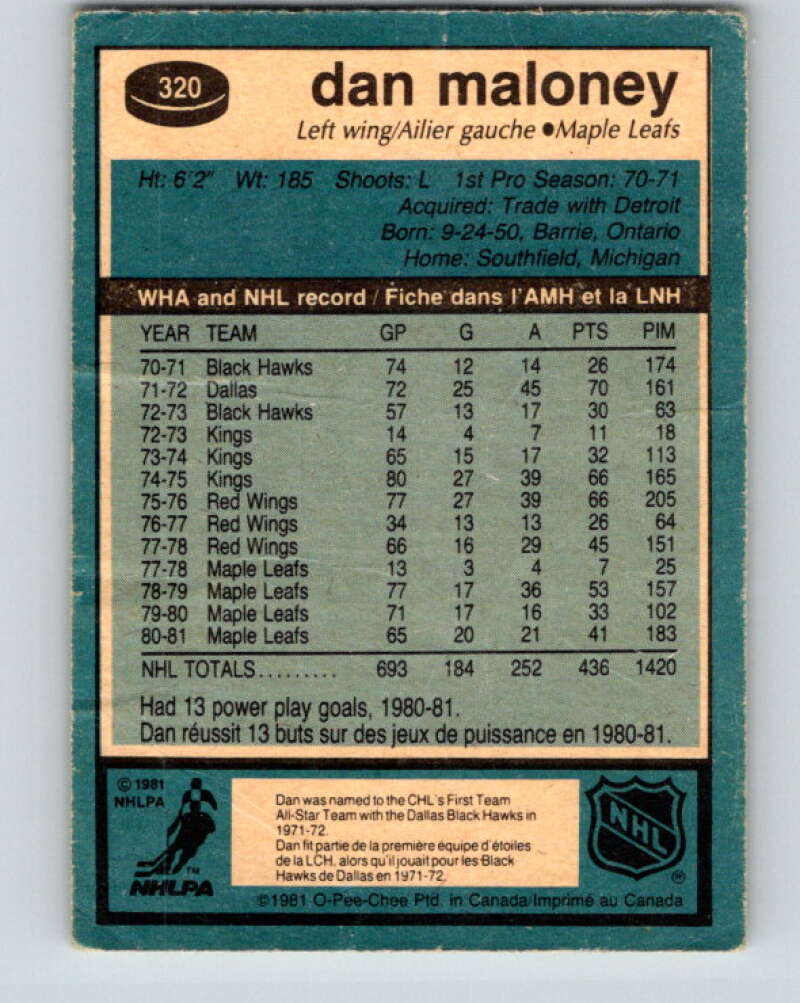 320
dan maloney
Left wing/Ailier gauche ●Maple Leafs
Ht: 6'2" Wt: 185 Shoots: L 1st Pro Season: 70-71
Acquired: Trade with Detroit
Born: 9-24-50, Barrie, Ontario
Home: Southfield, Michigan
WHA and NHL record / Fiche dans l'AMH et la LNH
YEAR TEAM GP G A PTS PIM
70-71 Black Hawks 74 12 14 26 174
71-72 Dallas 72 25 45 70 161
72-73 Black Hawks 57 13 17 30 63
72-73 Kings 14 4 7 11 18
73-74 Kings 65 15 17 32 113
74-75 Kings 80 27 39 66 165
75-76 Red Wings 77 27 39 66 205
76-77 Red Wings 34 13 13 26 64
77-78 Red Wings 66 16 29 45 151
77-78 Maple Leafs 13 3 4 7 25
78-79 Maple Leafs 77 17 36 53 157
79-80 Maple Leafs 71 17 16 33 102
80-81 Maple Leafs 65 20 21 41 183
NHL TOTALS......... 693 184 252 436 1420
Had 13 power play goals, 1980-81.
Dan réussit 13 buts sur des jeux de puissance en 1980-81.
© 1981
NHLPA
TM
NHLPA
Dan was named to the CHL's First Team
All-Star Team with the Dallas Black Hawks in
1971-72.
Dan fit partie de la première équipe d'étoiles
de la LCH, alors qu'il jouait pour les Black
Hawks de Dallas en 1971-72.
NHL
©1981 O-Pee-Chee Ptd. in Canada/Imprimé au Canada